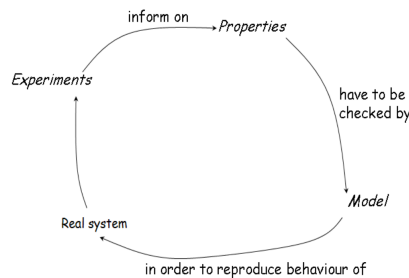 inform on
Properties
Experiments
have to be
checked by
Model
Real system
in order to reproduce behaviour of